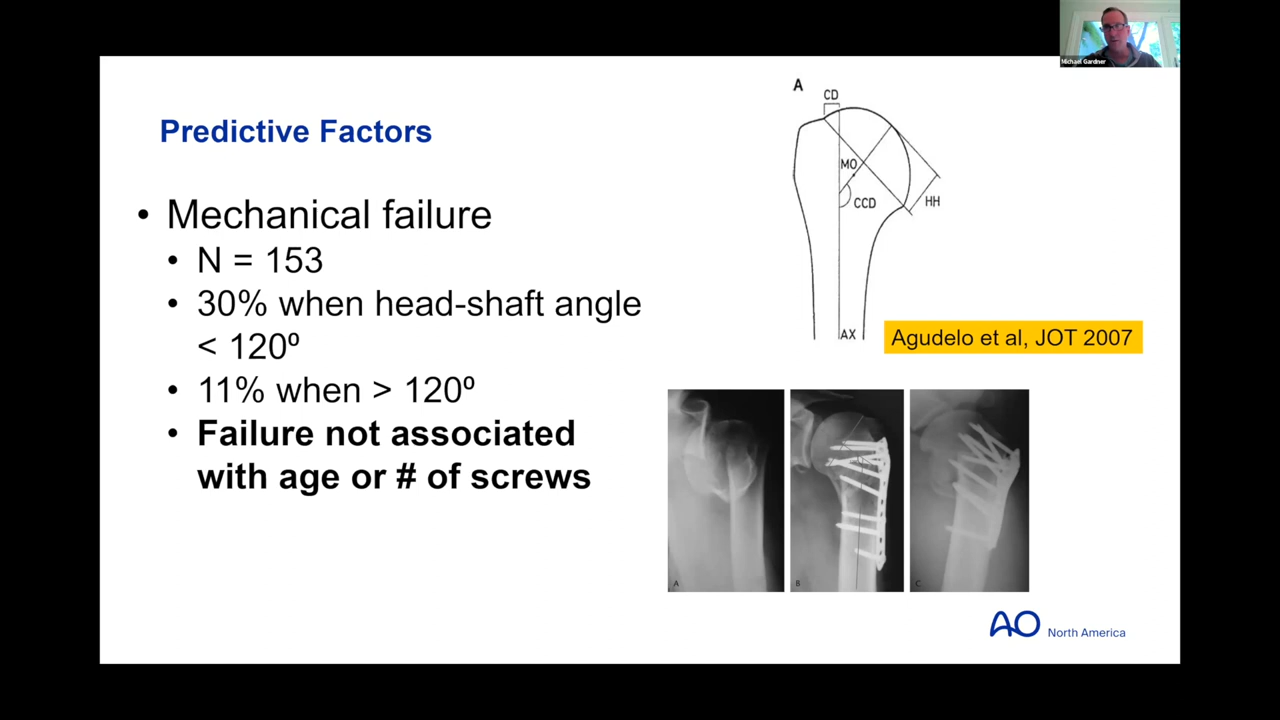 Michael Gardner
Predictive Factors
• Mechanical failure
• N = 153
• 30% when head-shaft angle
< 120º
• 11% when > 120º
• Failure not associated
with age or # of screws
A
CD
MO
CCD
HH
AX
Agudelo et al, JOT 2007
A
B
C
AO North America